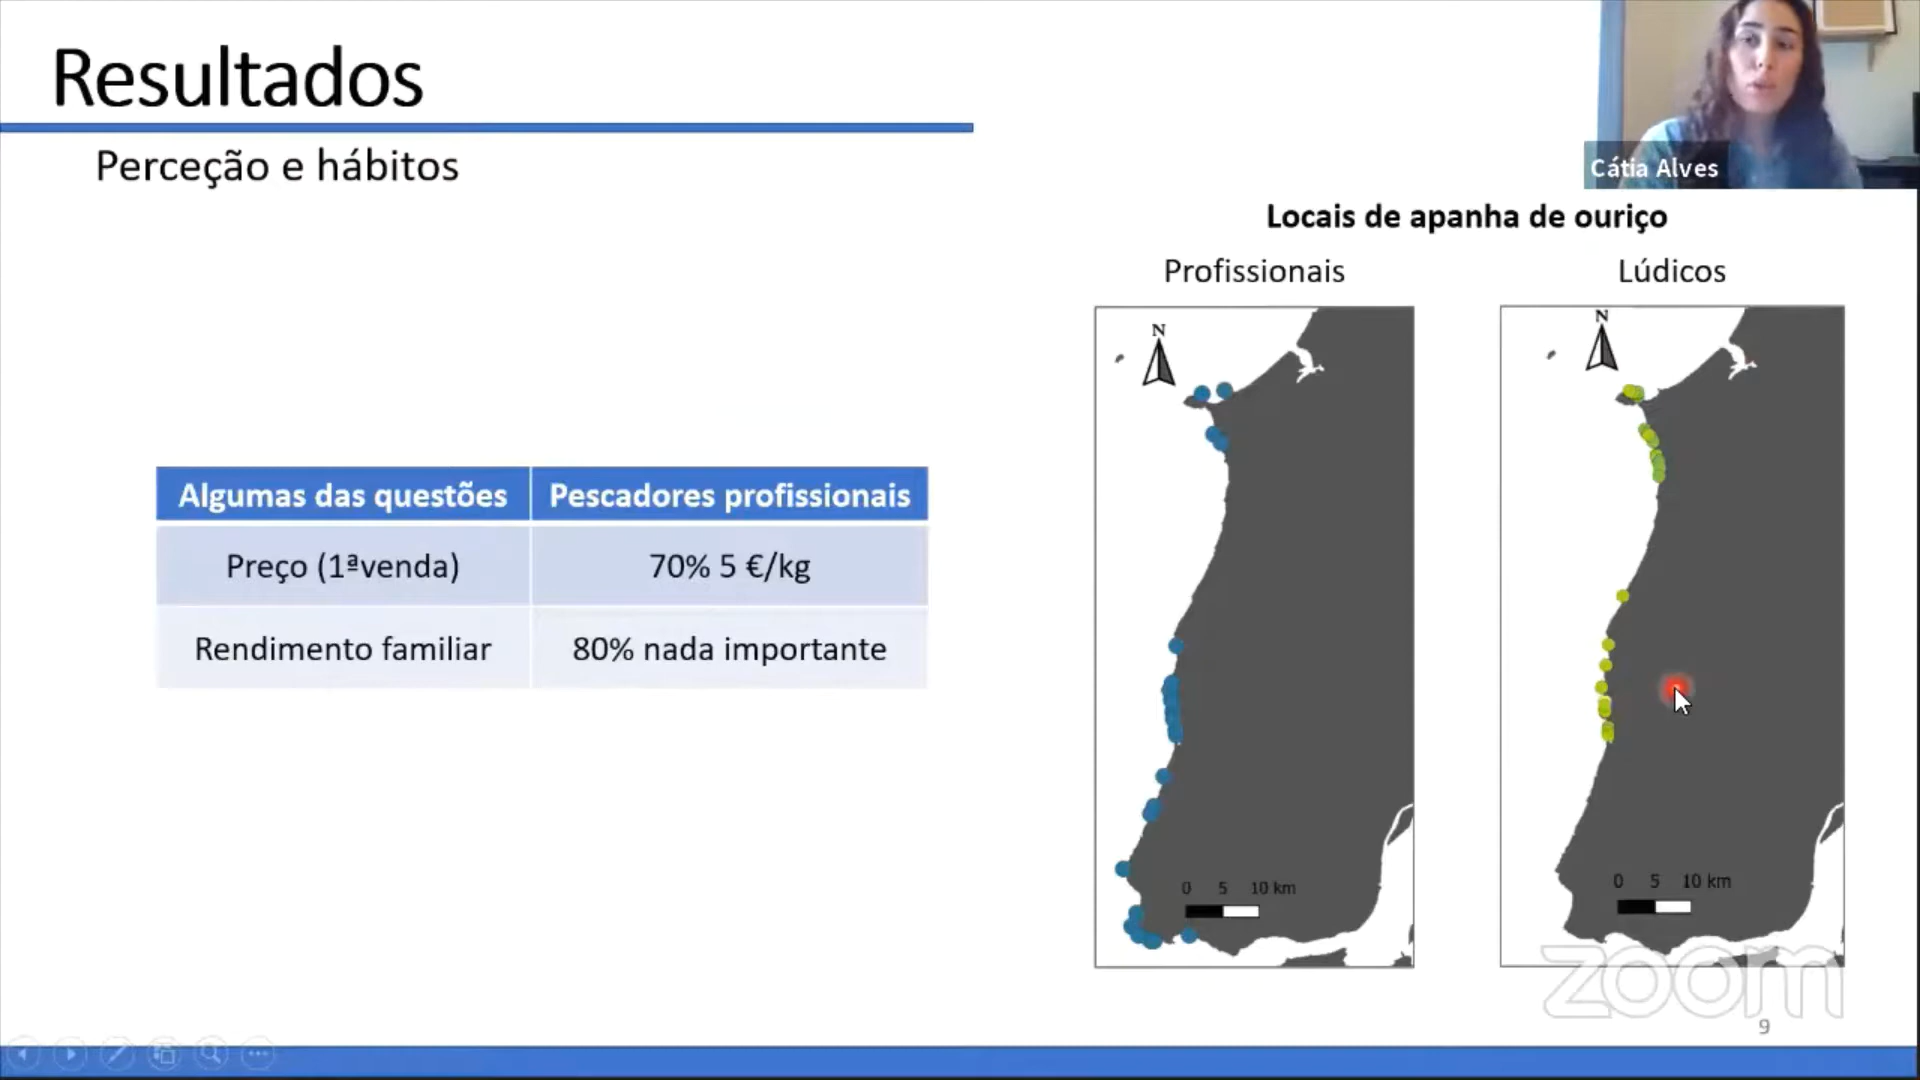 Resultados
Perceção e hábitos
Cátia Alves
Locais de apanha de ouriço
Profissionais
Lúdicos
N
N
Algumas das questões
Pescadores profissionais
Preço (1ªvenda)
70% 5 €/kg
Rendimento familiar
80% nada importante
0 5 10 km
0 5 10 km
zoom
9